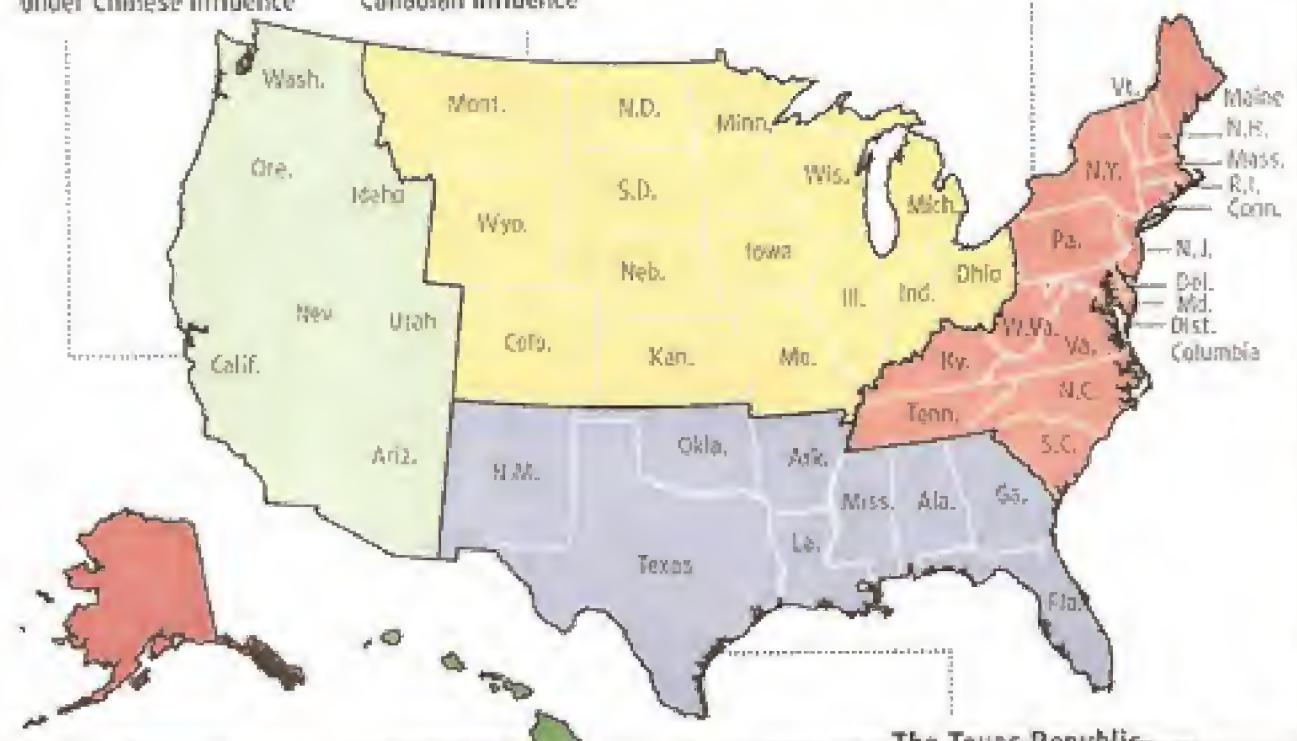 under Chinese influence
Canadian influence
Wash.
Mont.
N.D.
Minn.
Vt.
Maine
N.H.
Ore.
Idaho
Wis.
Mich.
N.Y.
Mass.
R.I.
Conn.
S.D.
Wyo.
Iowa
Pa.
N.J.
Neb.
Ill.
Ind.
Ohio
Del.
Md.
Dist.
Columbia
Nev.
Utah
Colo.
Kan.
Mo.
W.Va.
Va.
Calif.
Ky.
N.C.
Tenn.
Ariz.
N.M.
Okla.
Ark.
S.C.
Miss.
Ala.
Ga.
La.
Texas
Fla.
The Texas Republic